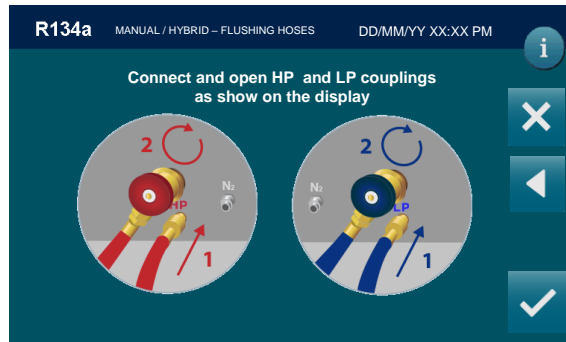 R134a MANUAL / HYBRID – FLUSHING HOSES DD/MM/YY XX:XX PM
i
Connect and open HP and LP couplings
as show on the display
2 2
N₂ N₂
HP LP
1 1